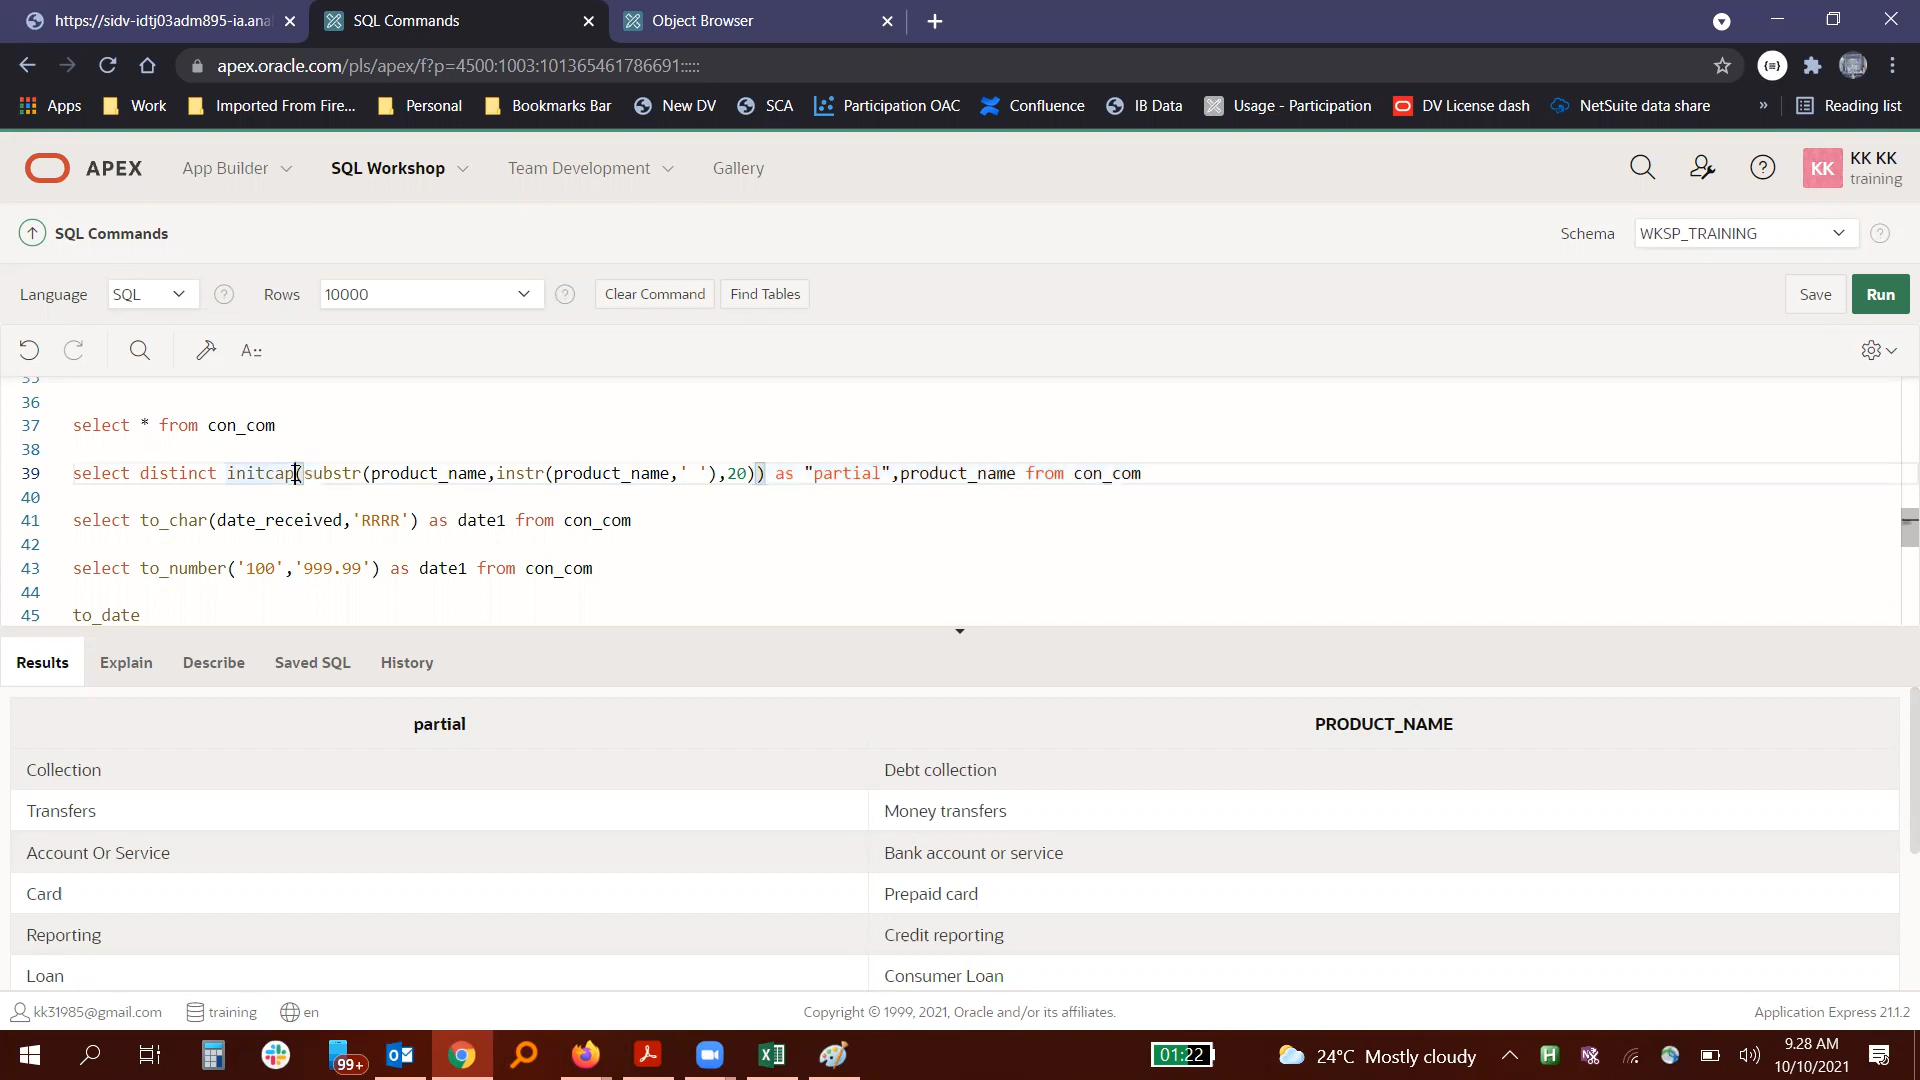 https://sidv-idtj03adm895-ia.anal
SQL Commands
Object Browser
apex.oracle.com/pls/apex/f?p=4500:1003:101365461786691:::::
Apps
Work
Imported From Fire...
Personal
Bookmarks Bar
New DV
SCA
Participation OAC
Confluence
IB Data
Usage - Participation
DV License dash
NetSuite data share
»
Reading list
APEX
App Builder
SQL Workshop
Team Development
Gallery
KK
KK KK
training
SQL Commands
Schema
WKSP_TRAINING
Language
SQL
Rows
10000
Clear Command
Find Tables
Save
Run
35
36
37 select * from con_com
38
39 select distinct initcap(substr(product_name,instr(product_name,' '),20)) as "partial",product_name from con_com
40
41 select to_char(date_received,'RRRR') as date1 from con_com
42
43 select to_number('100','999.99') as date1 from con_com
44
45 to_date
Results
Explain
Describe
Saved SQL
History
partial PRODUCT_NAME
Collection Debt collection
Transfers Money transfers
Account Or Service Bank account or service
Card Prepaid card
Reporting Credit reporting
Loan Consumer Loan
kk31985@gmail.com
training
en
Copyright © 1999, 2021, Oracle and/or its affiliates.
Application Express 21.1.2
99+
01:22
24°C Mostly cloudy
9.28 AM
10/10/2021